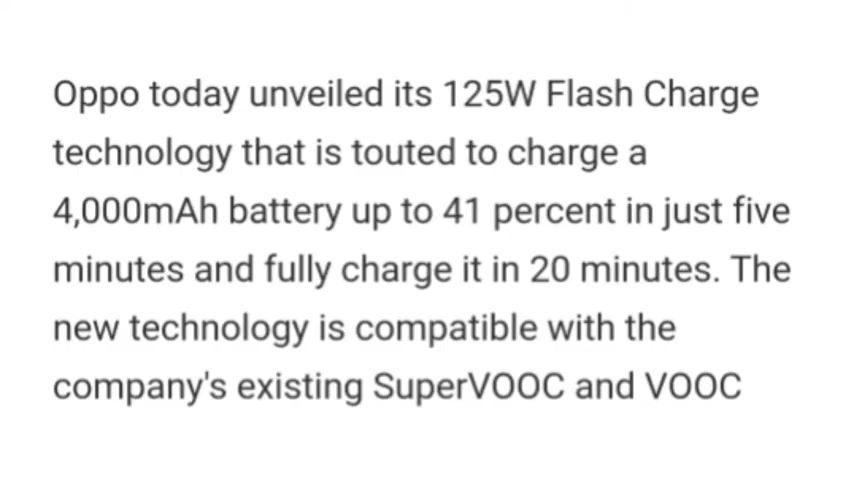 Oppo today unveiled its 125W Flash Charge
technology that is touted to charge a
4,000mAh battery up to 41 percent in just five
minutes and fully charge it in 20 minutes. The
new technology is compatible with the
company's existing SuperVOOC and VOOC